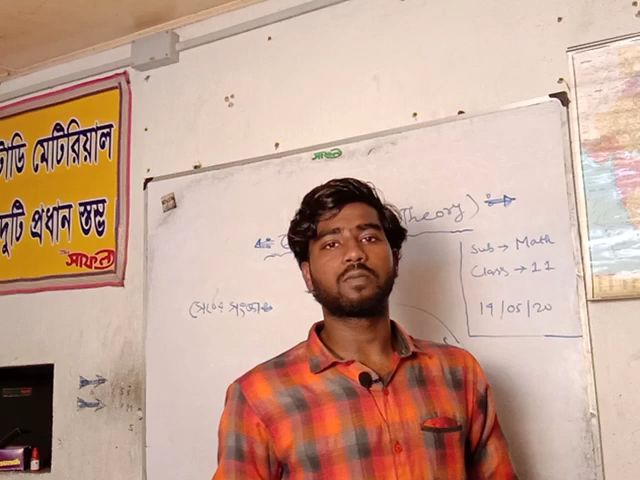 টাডি মেটিরিয়াল
দুটি প্রধান স্তম্ভ
সাফল্য
সাফল্য
Theory)
Sub → Math
Class → 11
19/05/20
সেটের সংজ্ঞা